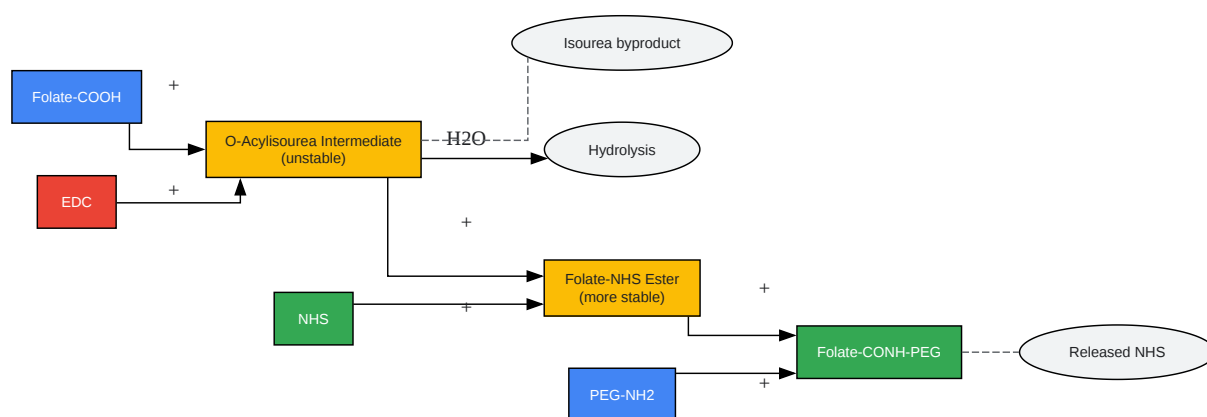 Isourea byproduct
+
Folate-COOH
O-Acylisourea Intermediate
(unstable)
H2O
Hydrolysis
+
EDC
+
Folate-NHS Ester
(more stable)
+
+
NHS
Folate-CONH-PEG
Released NHS
+
PEG-NH2